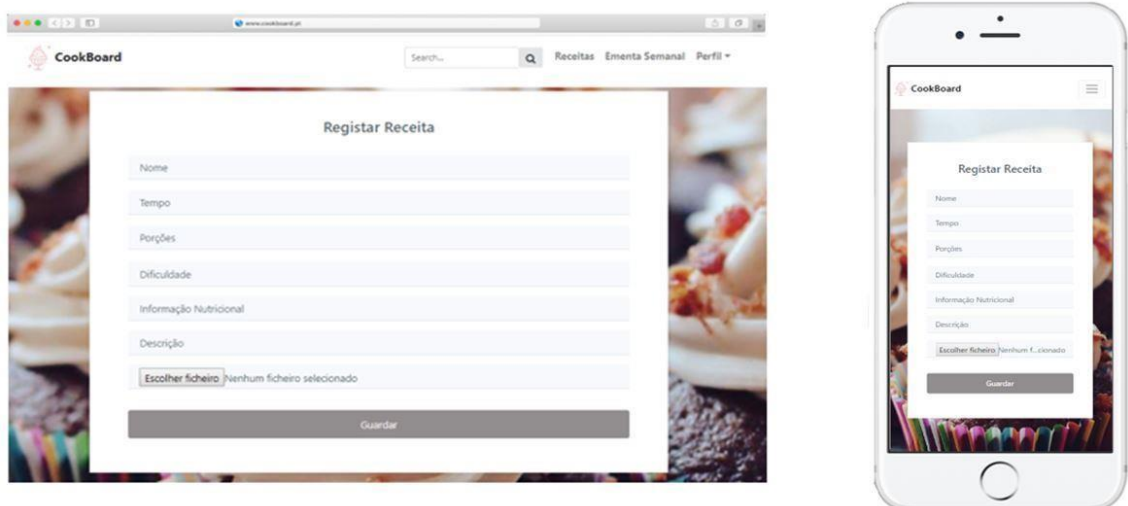 www.cookboard.pt
CookBoard
Search...
Receitas Ementa Semanal Perfil
Registar Receita
Nome
Tempo
Porções
Dificuldade
Informação Nutricional
Descrição
Escolher ficheiro Nenhum ficheiro selecionado
Guardar
CookBoard
Registar Receita
Nome
Tempo
Porções
Dificuldade
Informação Nutricional
Descrição
Escolher ficheiro Nenhum f...cionado
Guardar